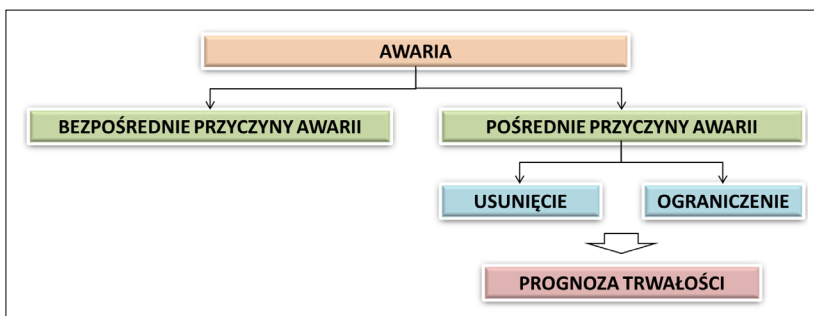 AWARIA
BEZPOŚREDNIE PRZYCZYNY AWARII
POŚREDNIE PRZYCZYNY AWARII
USUNIĘCIE
OGRANICZENIE
PROGNOZA TRWAŁOŚCI